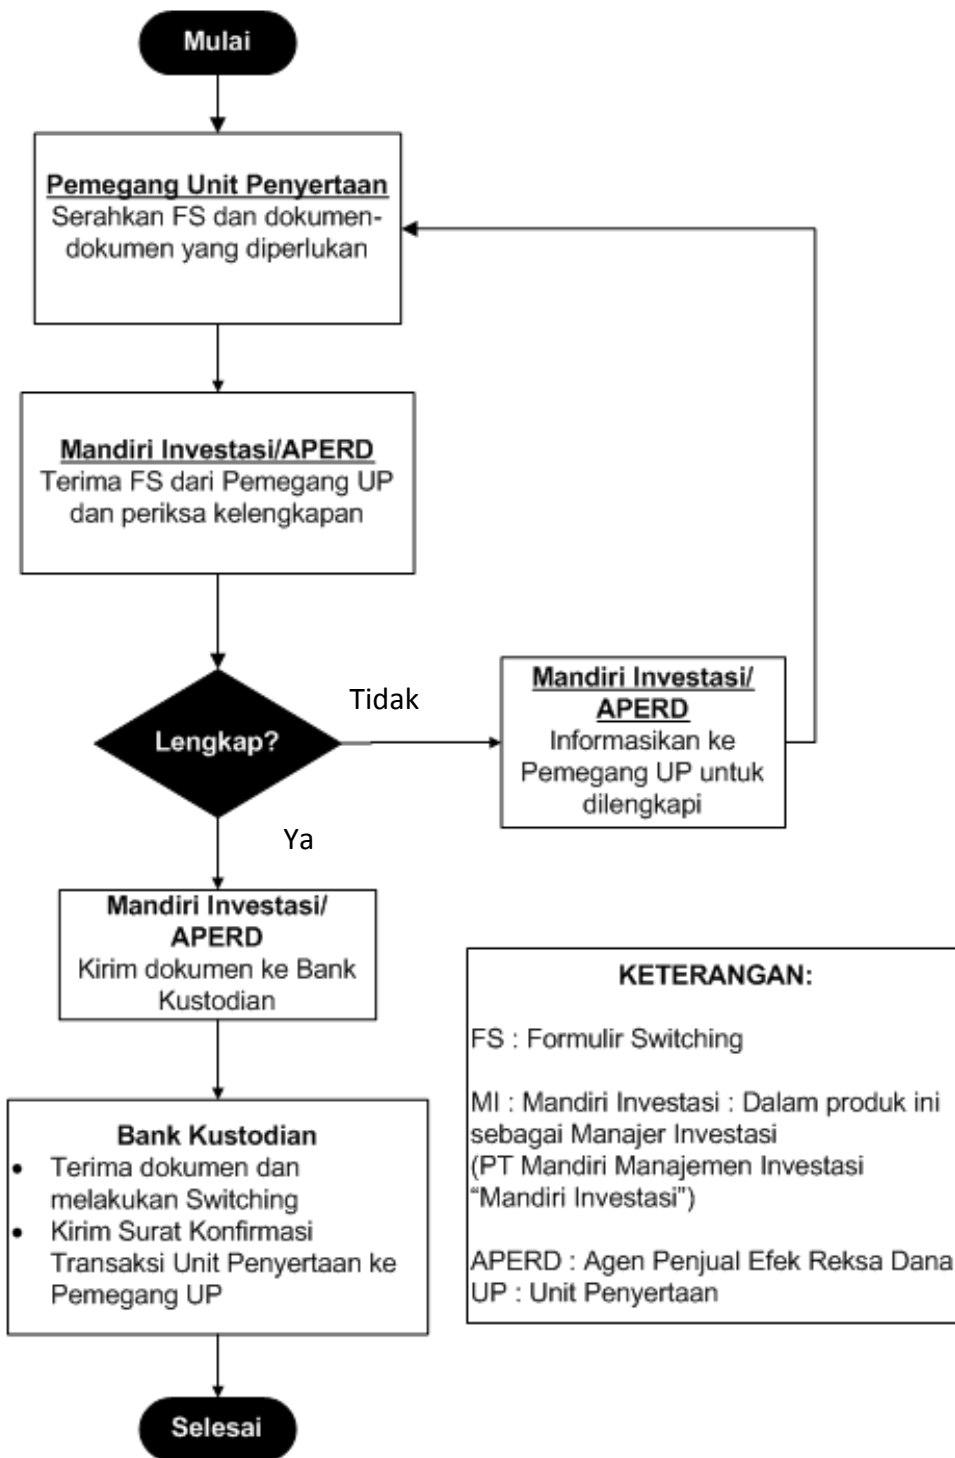 Mulai
Pemegang Unit Penyertaan
Serahkan FS dan dokumen-
dokumen yang diperlukan
Mandiri Investasi/APERD
Terima FS dari Pemegang UP
dan periksa kelengkapan
Lengkap?
Tidak
Mandiri Investasi/
APERD
Informasikan ke
Pemegang UP untuk
dilengkapi
Ya
Mandiri Investasi/
APERD
Kirim dokumen ke Bank
Kustodian
Bank Kustodian
• Terima dokumen dan
melakukan Switching
• Kirim Surat Konfirmasi
Transaksi Unit Penyertaan ke
Pemegang UP
Selesai
KETERANGAN:
FS : Formulir Switching
MI : Mandiri Investasi : Dalam produk ini
sebagai Manajer Investasi
(PT Mandiri Manajemen Investasi
“Mandiri Investasi”)
APERD : Agen Penjual Efek Reksa Dana
UP : Unit Penyertaan